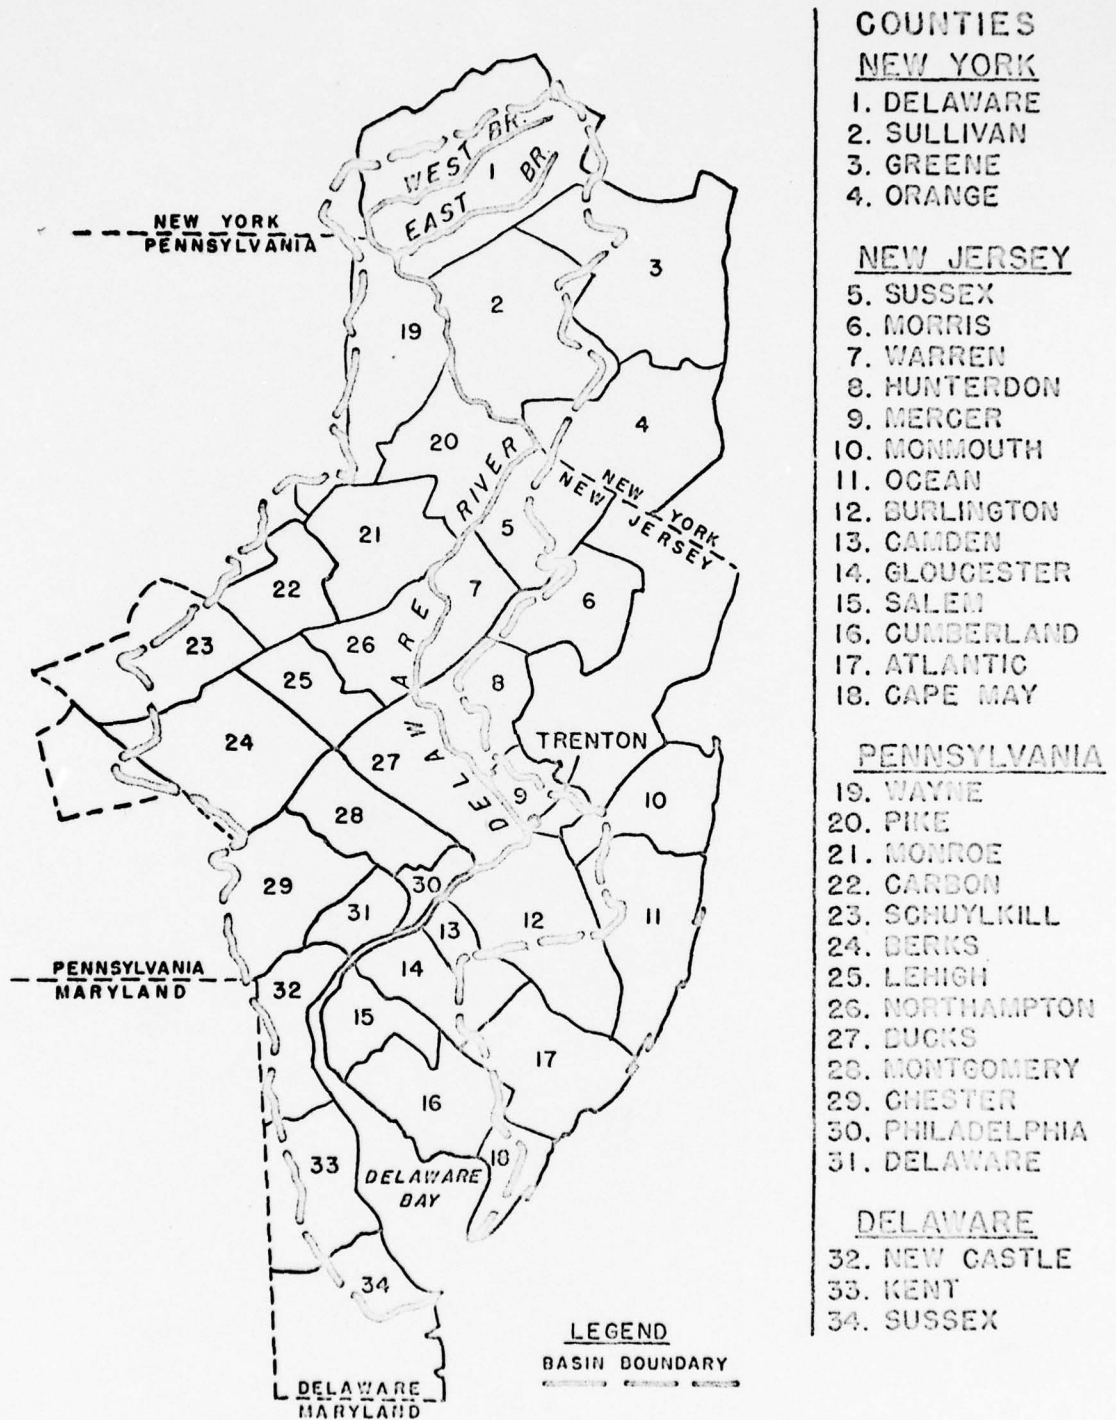 COUNTIES
NEW YORK
1. DELAWARE
2. SULLIVAN
3. GREENE
4. ORANGE
NEW JERSEY
5. SUSSEX
6. MORRIS
7. WARREN
8. HUNTERDON
9. MERCER
10. MONMOUTH
11. OCEAN
12. BURLINGTON
13. CAMDEN
14. GLOUCESTER
15. SALEM
16. CUMBERLAND
17. ATLANTIC
18. CAPE MAY
PENNSYLVANIA
19. WAYNE
20. PIKE
21. MONROE
22. CARBON
23. SCHUYLKILL
24. BERKS
25. LEHIGH
26. NORTHAMPTON
27. BUCKS
28. MONTGOMERY
29. CHESTER
30. PHILADELPHIA
31. DELAWARE
DELAWARE
32. NEW CASTLE
33. KENT
34. SUSSEX
WEST BR.
1
EAST BR.
NEW YORK
PENNSYLVANIA
3
2
19
4
20
NEW YORK
NEW JERSEY
DELAWARE RIVER
5
21
22
7
6
23
26
25
8
24
27
TRENTON
9
10
28
29
30
31
13
12
11
PENNSYLVANIA
MARYLAND
14
32
15
17
16
18
33
DELAWARE
BAY
34
LEGEND
BASIN BOUNDARY
DELAWARE
MARYLAND